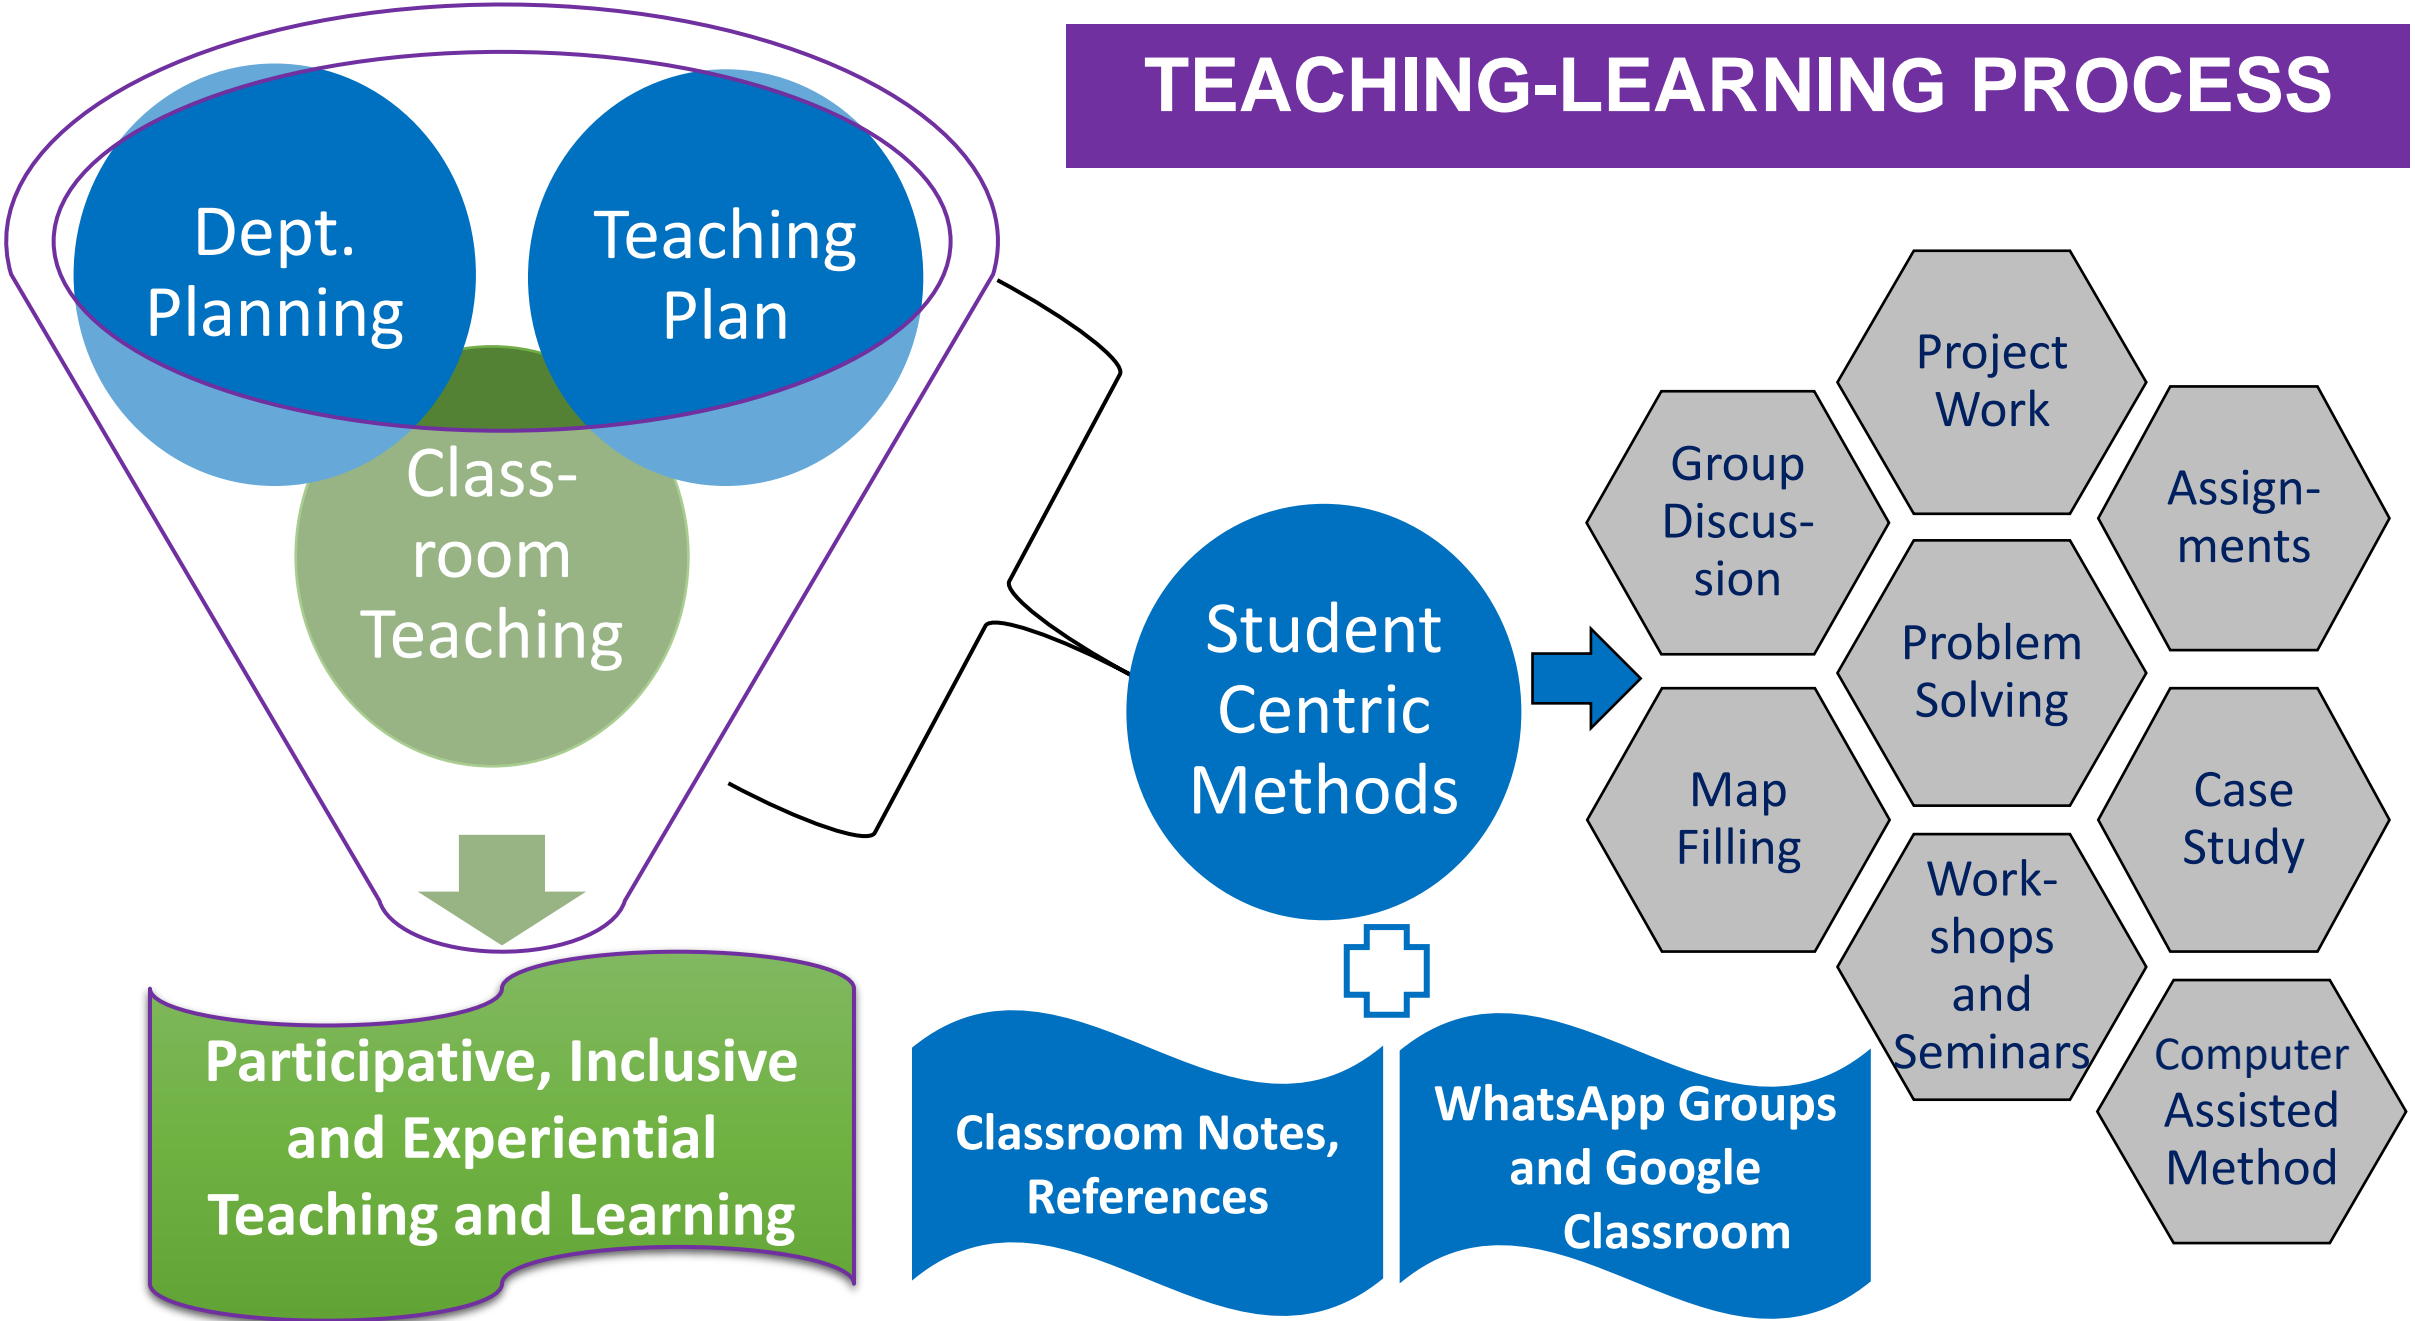 TEACHING-LEARNING PROCESS
Dept.
Planning
Teaching
Plan
Class-
room
Teaching
Participative, Inclusive
and Experiential
Teaching and Learning
Student
Centric
Methods
Classroom Notes,
References
WhatsApp Groups
and Google
Classroom
Project
Work
Group
Discus-
sion
Assign-
ments
Problem
Solving
Map
Filling
Case
Study
Work-
shops
and
Seminars
Computer
Assisted
Method